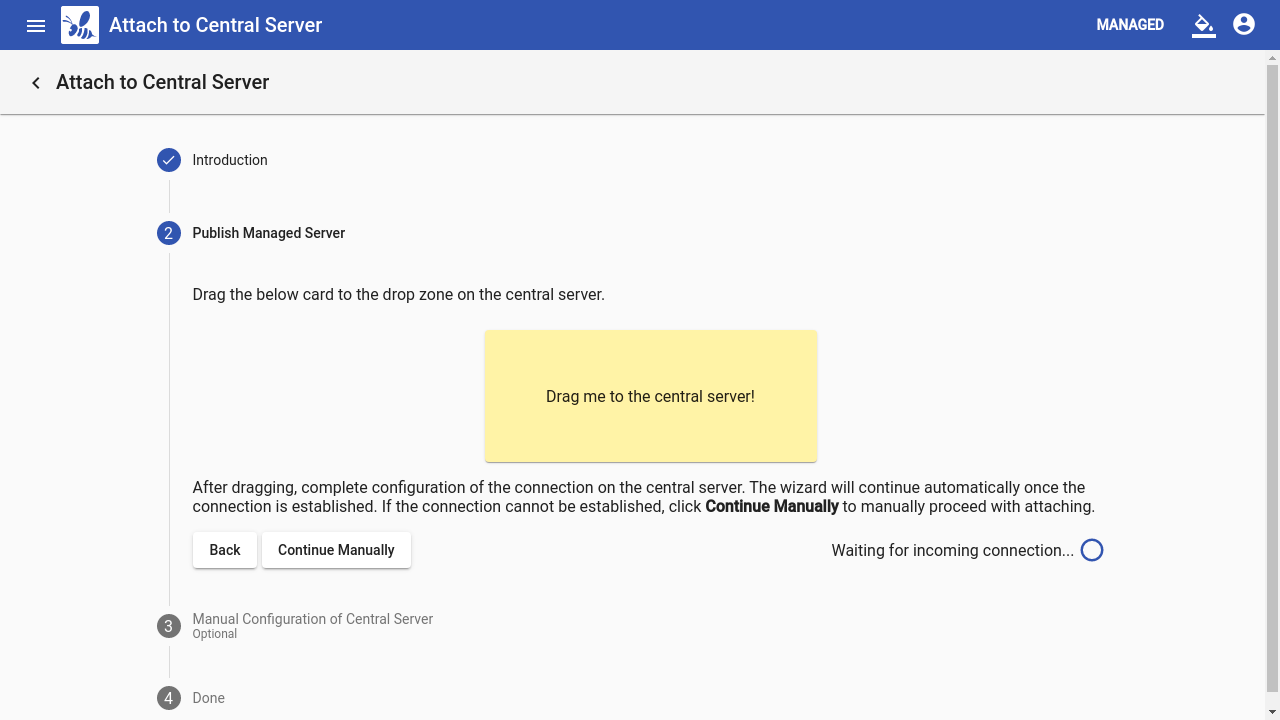 Attach to Central Server
MANAGED
Attach to Central Server
Introduction
2
Publish Managed Server
Drag the below card to the drop zone on the central server.
Drag me to the central server!
After dragging, complete configuration of the connection on the central server. The wizard will continue automatically once the
connection is established. If the connection cannot be established, click Continue Manually to manually proceed with attaching.
Back
Continue Manually
Waiting for incoming connection...
3
Manual Configuration of Central Server
Optional
4
Done